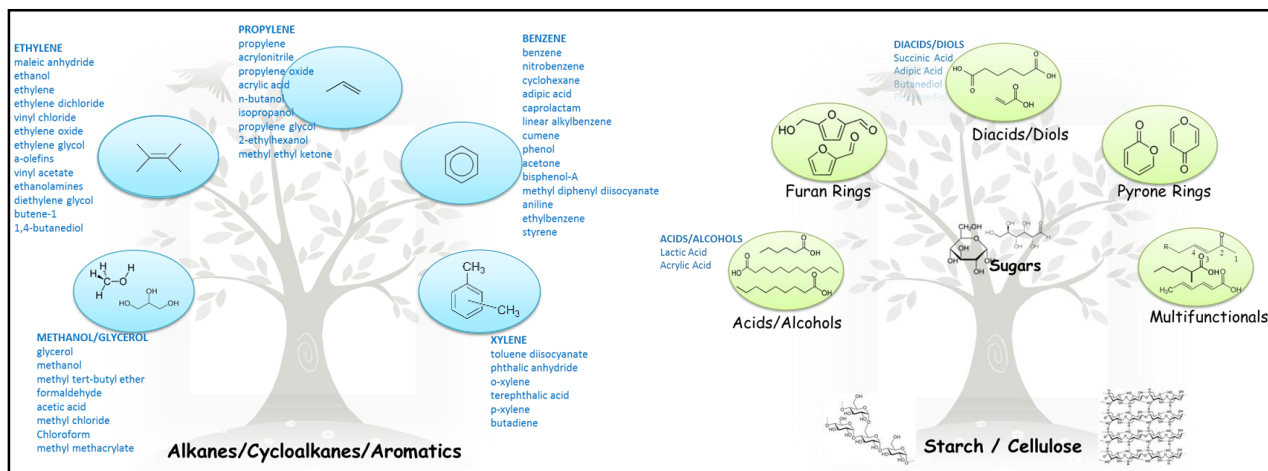 ETHYLENE
maleic anhydride
ethanol
ethylene
ethylene dichloride
vinyl chloride
ethylene oxide
ethylene glycol
a-olefins
vinyl acetate
ethanolamines
diethylene glycol
butene-1
1,4-butanediol
PROPYLENE
propylene
acrylonitrile
propylene oxide
acrylic acid
n-butanol
isopropanol
propylene glycol
2-ethylhexanol
methyl ethyl ketone
BENZENE
benzene
nitrobenzene
cyclohexane
adipic acid
caprolactam
linear alkylbenzene
cumene
phenol
acetone
bisphenol-A
methyl diphenyl diisocyanate
aniline
ethylbenzene
styrene
METHANOL/GLYCEROL
glycerol
methanol
methyl tert-butyl ether
formaldehyde
acetic acid
methyl chloride
Chloroform
methyl methacrylate
CH3
CH3
XYLENE
toluene diisocyanate
phthalic anhydride
o-xylene
terephthalic acid
p-xylene
butadiene
Alkanes/Cycloalkanes/Aromatics
DIACIDS/DIOLS
Succinic Acid
Adipic Acid
Butanediol
Diacids/Diols
Furan Rings
Pyrone Rings
ACIDS/ALCOHOLS
Lactic Acid
Acrylic Acid
Acids/Alcohols
Sugars
Multifunctionals
Starch / Cellulose